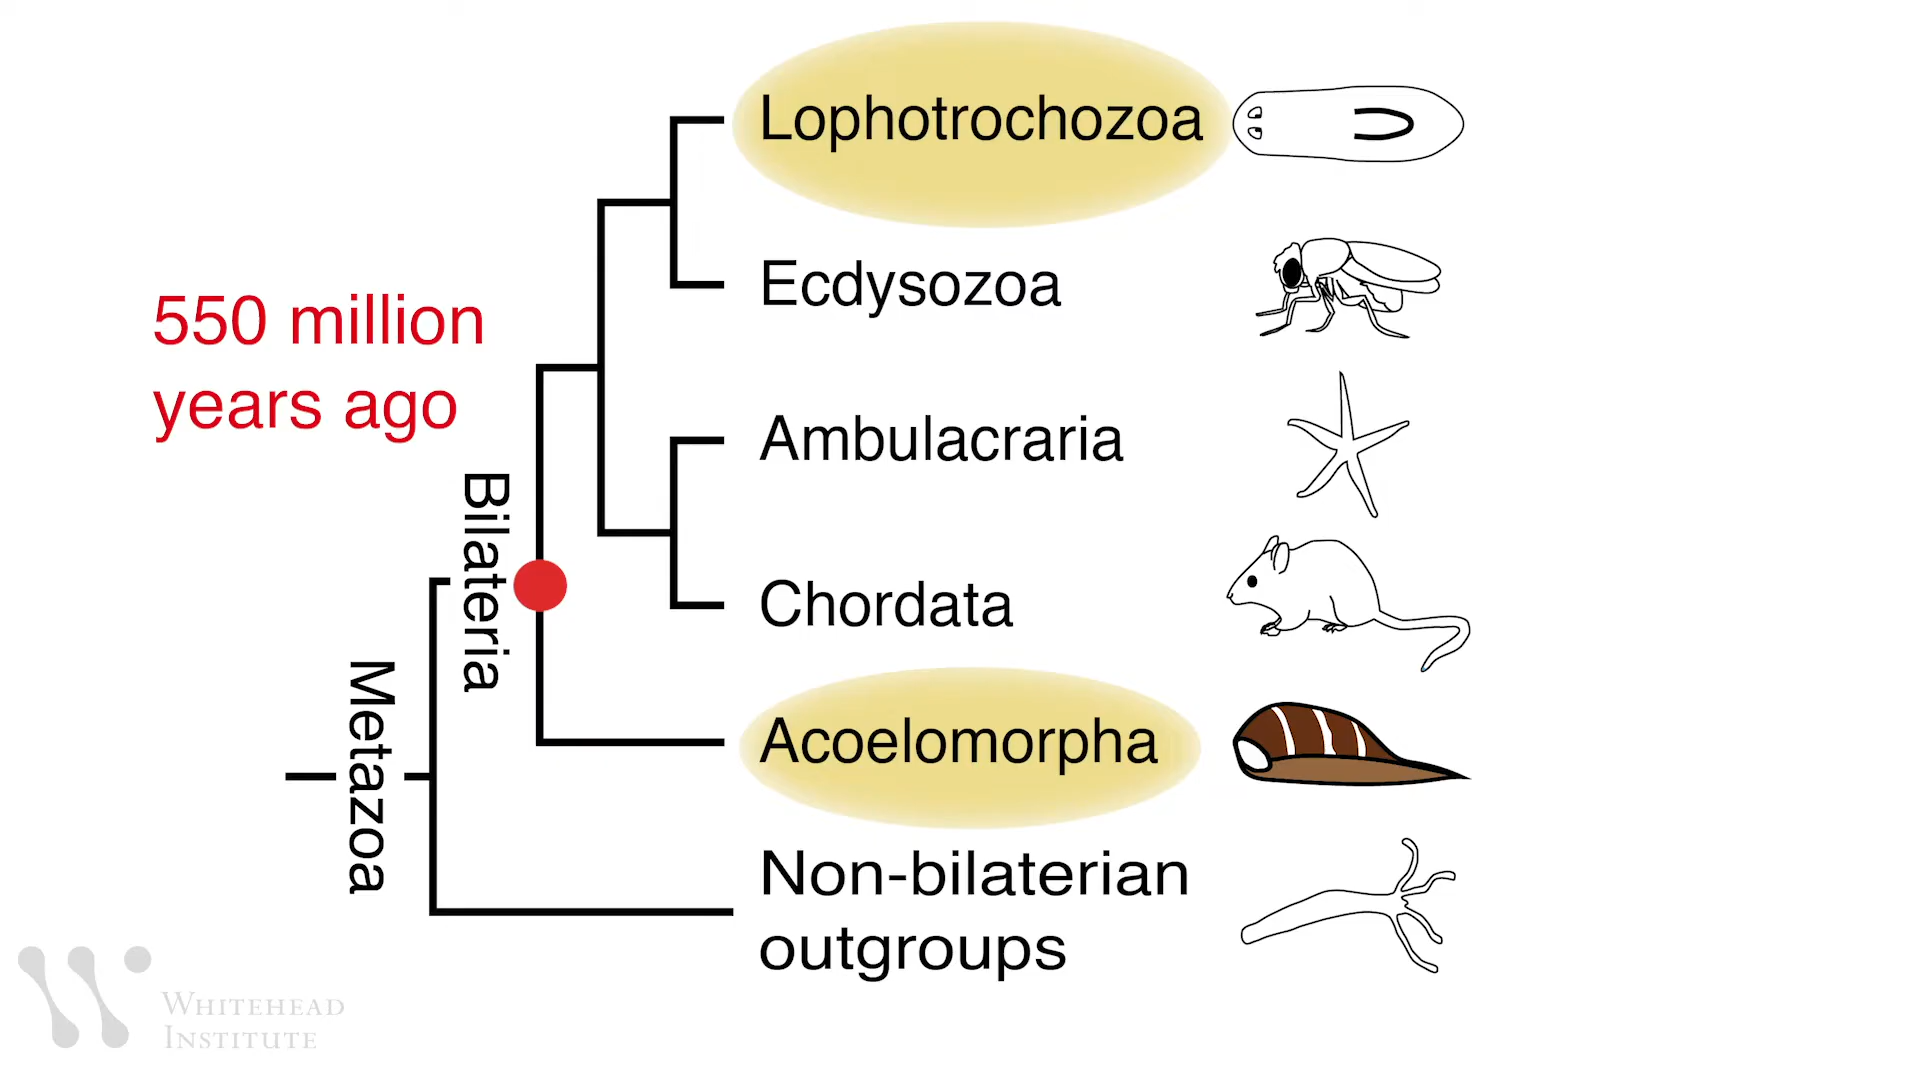 Lophotrochozoa
Ecdysozoa
550 million
years ago
Ambulacraria
Bilateria
Chordata
Metazoa
Acoelomorpha
Non-bilaterian
outgroups
WHITEHEAD
INSTITUTE